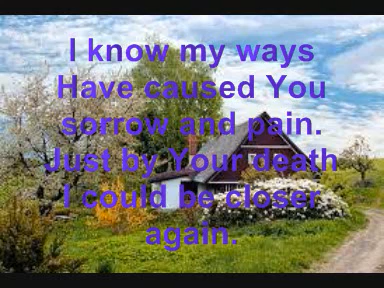 I know my ways
Have caused You
sorrow and pain.
Just by Your death
I could be closer
again.